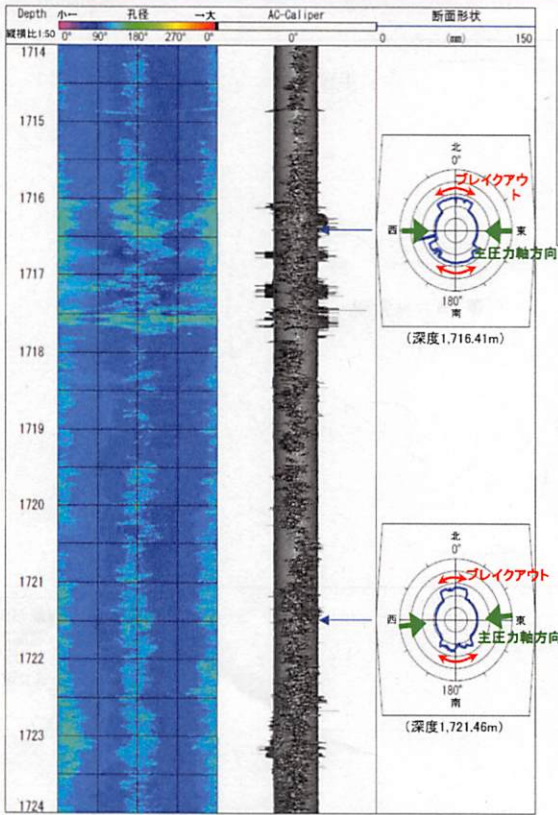 Depth 小← 孔径 →大 AC-Caliper 断面形状
縦横比1:50 0° 90° 180° 270° 0° 0° 0 (mm) 150
1714
1715
1716
1717
1718
1719
1720
1721
1722
1723
1724
北
0°
ブレイクアウ
ト
西 東
主圧力軸方向
180°
南
(深度1,716.41m)
北
0°
ブレイクアウト
西 東
主圧力軸方向
180°
南
(深度1,721.46m)